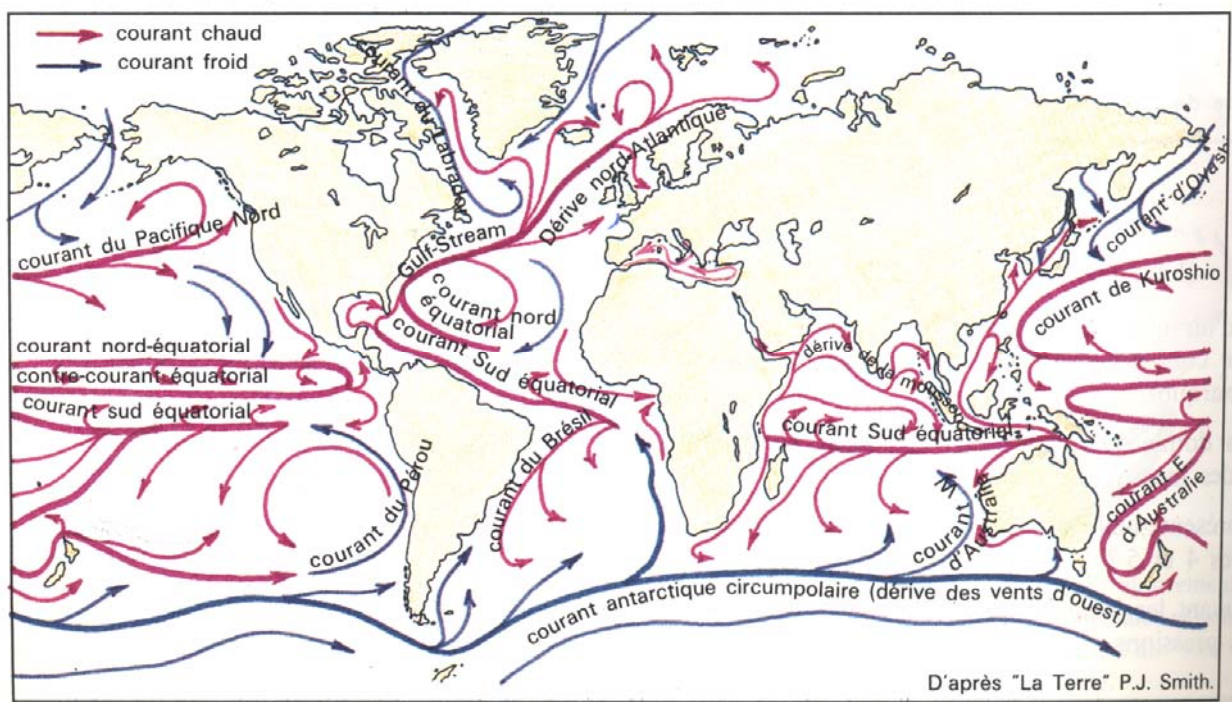 courant chaud
courant froid
courant du Labrador
Dérive nord-Atlantique
Gulf-Stream
courant du Pacifique Nord
courant nord
équatorial
courant Sud équatorial
courant nord-équatorial
contre-courant-équatorial
courant sud équatorial
courant du Pérou
courant du Brésil
dérive de la mousson
courant Sud équatorial
courant W.
d'Australie
courant E.
d'Australie
courant de Kuroshio
courant d'Oyash.
courant antarctique circumpolaire (dérive des vents d'ouest)
D'après "La Terre" P.J. Smith.